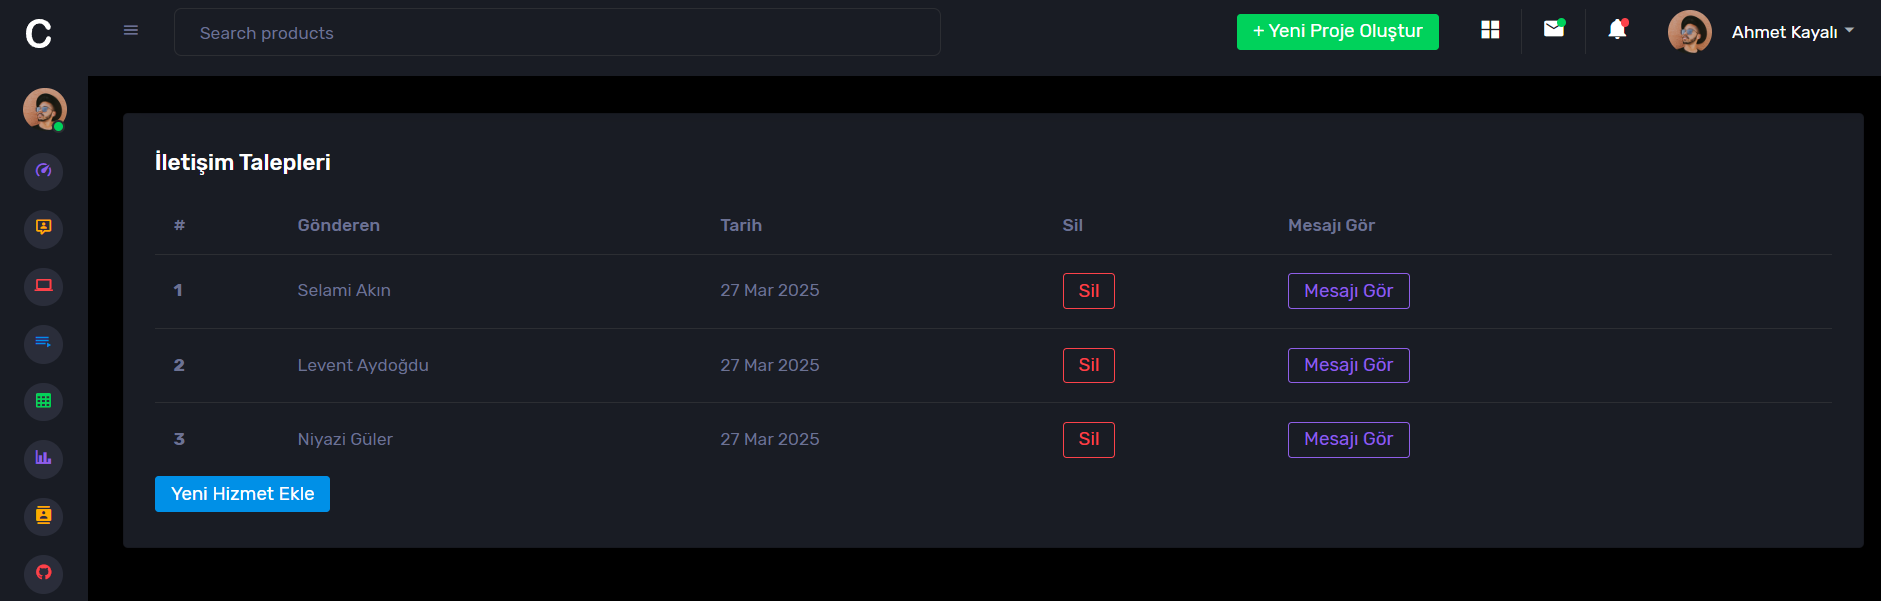 C
Search products
+ Yeni Proje Oluştur
Ahmet Kayalı
İletişim Talepleri
# Gönderen Tarih Sil Mesajı Gör
1 Selami Akın 27 Mar 2025 Sil Mesajı Gör
2 Levent Aydoğdu 27 Mar 2025 Sil Mesajı Gör
3 Niyazi Güler 27 Mar 2025 Sil Mesajı Gör
Yeni Hizmet Ekle